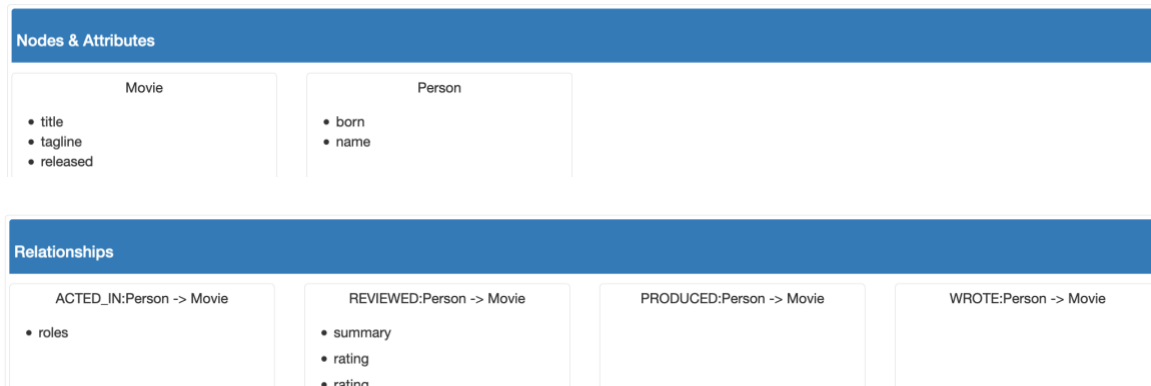 Nodes & Attributes
Movie
• title
• tagline
• released
Person
• born
• name
Relationships
ACTED_IN:Person -> Movie
• roles
REVIEWED:Person -> Movie
• summary
• rating
• rating
PRODUCED:Person -> Movie
WROTE:Person -> Movie